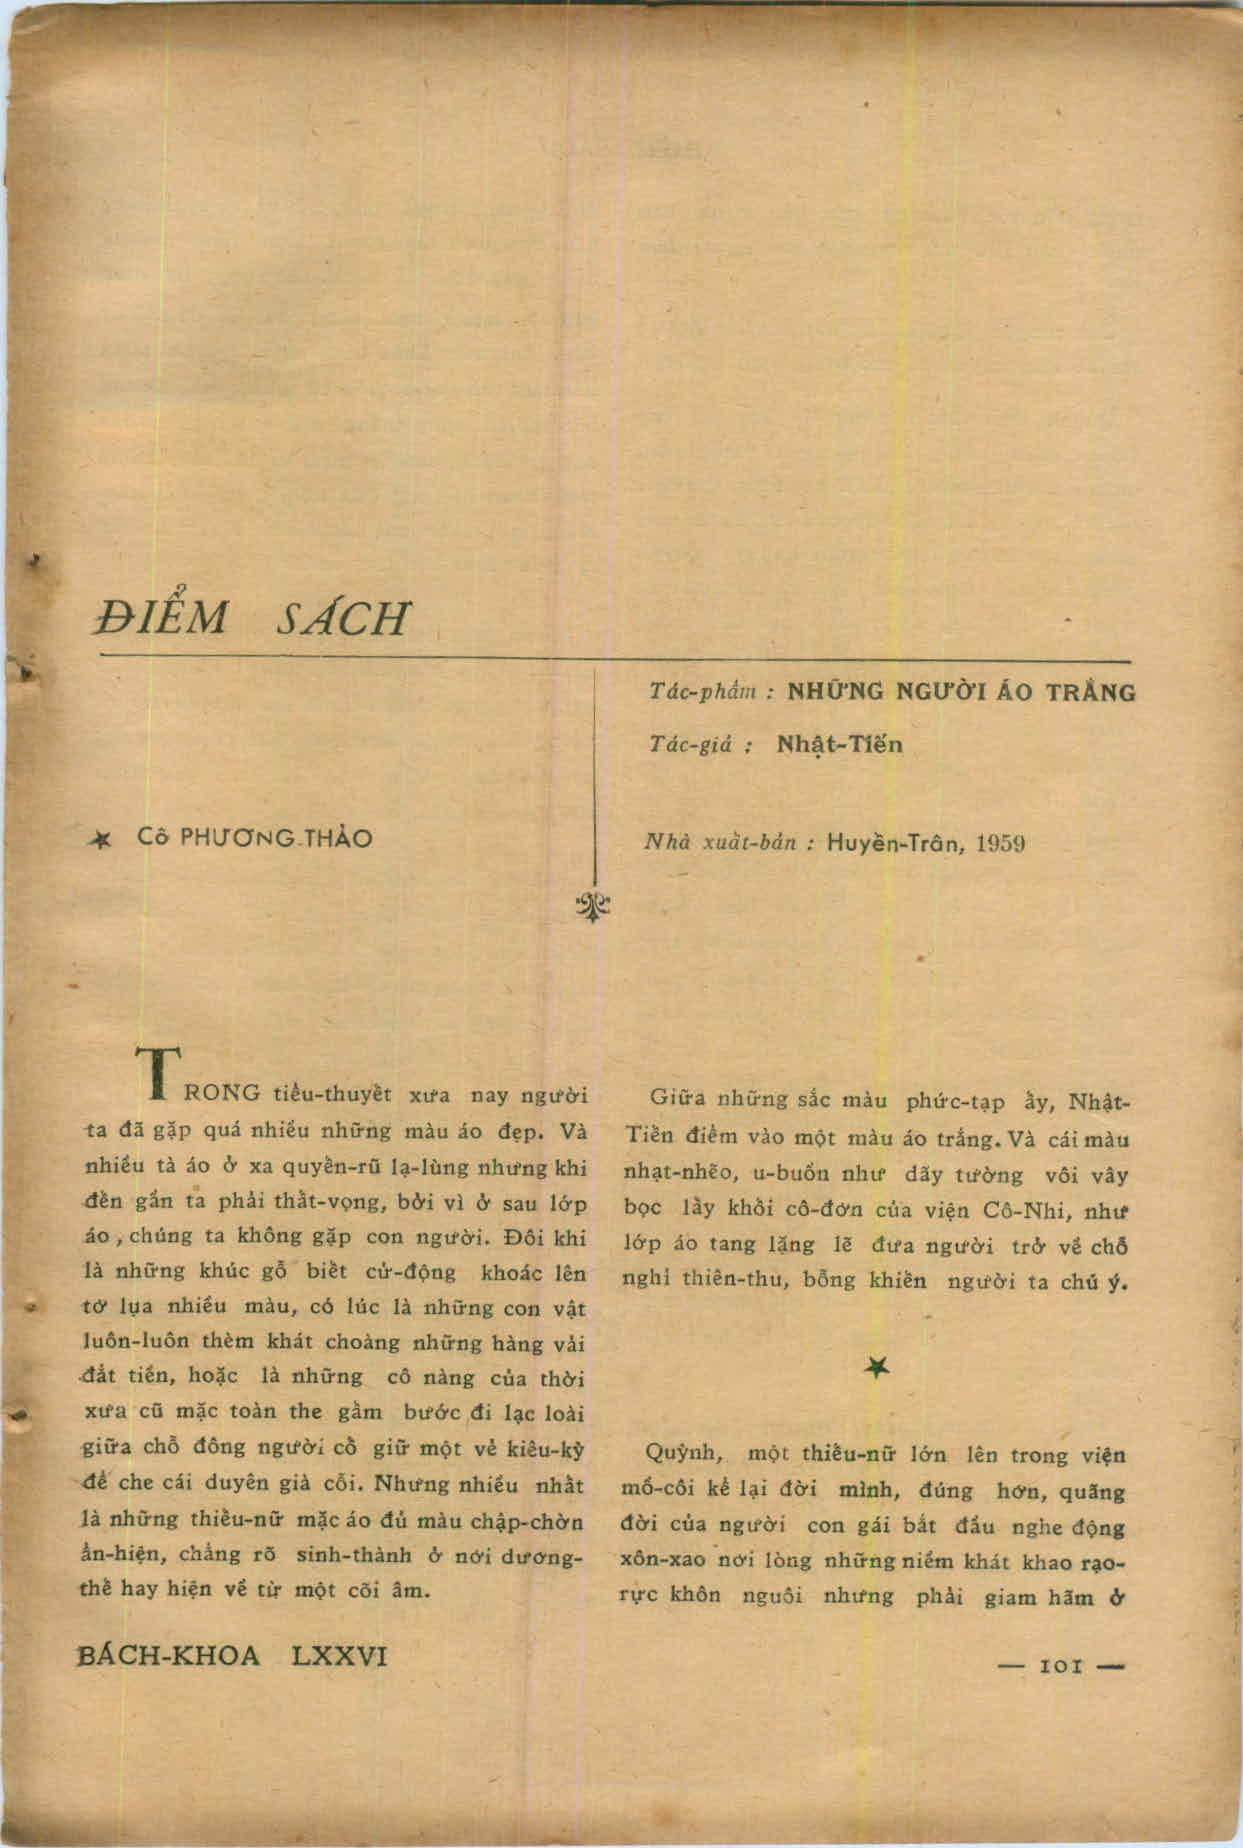 ĐIỂM SÁCH
★ Cô PHƯƠNG-THẢO
Tác-phẩm : NHỮNG NGƯỜI ÁO TRẮNG
Tác-giả : Nhật-Tiến
Nhà xuất-bản : Huyền-Trân, 1959
TRONG tiểu-thuyết xưa nay người
ta đã gặp quá nhiều những màu áo đẹp. Và
nhiều tà áo ở xa quyến-rũ lạ-lùng nhưng khi
đến gần ta phải thất-vọng, bởi vì ở sau lớp
áo, chúng ta không gặp con người. Đôi khi
là những khúc gỗ biết cử-động khoác lên
tơ lụa nhiều màu, có lúc là những con vật
luôn-luôn thèm khát choàng những hàng vải
đắt tiền, hoặc là những cô nàng của thời
xưa cũ mặc toàn the gấm bước đi lạc loài
giữa chỗ đông người cố giữ một vẻ kiêu-kỳ
để che cái duyên già cỗi. Nhưng nhiều nhất
là những thiếu-nữ mặc áo đủ màu chập-chờn
ẩn-hiện, chẳng rõ sinh-thành ở nơi dương-
thế hay hiện về từ một cõi âm.
Giữa những sắc màu phức-tạp ấy, Nhật-
Tiến điểm vào một màu áo trắng. Và cái màu
nhạt-nhẽo, u-buồn như dãy tường vôi vây
bọc lấy khối cô-đơn của viện Cô-Nhi, như
lớp áo tang lặng lẽ đưa người trở về chỗ
nghỉ thiên-thu, bỗng khiến người ta chú ý.
★
Quỳnh, một thiếu-nữ lớn lên trong viện
mồ-côi kể lại đời mình, đúng hơn, quãng
đời của người con gái bắt đầu nghe động
xôn-xao nơi lòng những niềm khát khao rạo-
rực khôn nguôi nhưng phải giam hãm ở
BÁCH-KHOA LXXVI
— 101 —